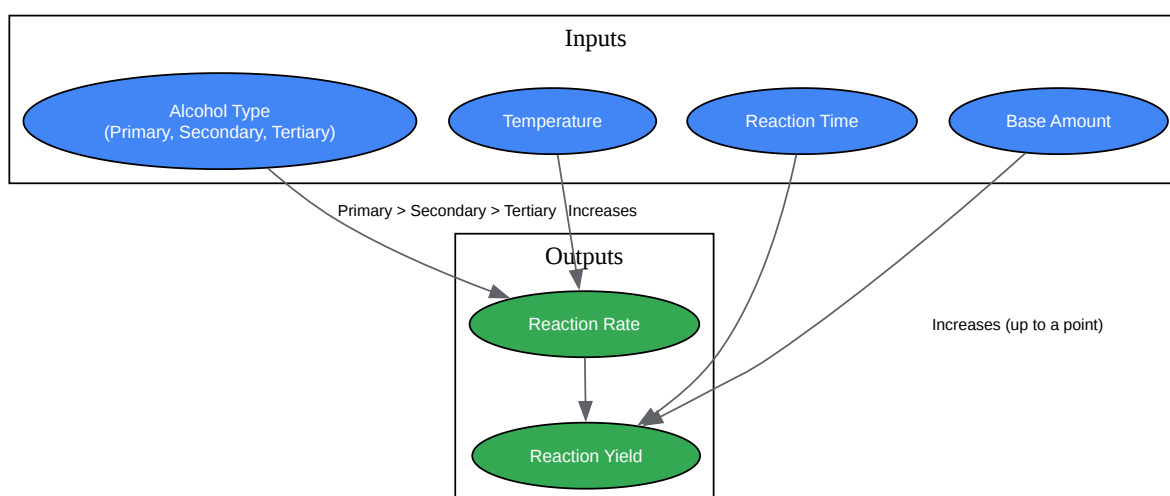 Inputs
Alcohol Type
(Primary, Secondary, Tertiary)
Temperature
Reaction Time
Base Amount
Primary > Secondary > Tertiary
Increases
Outputs
Reaction Rate
Increases (up to a point)
Reaction Yield